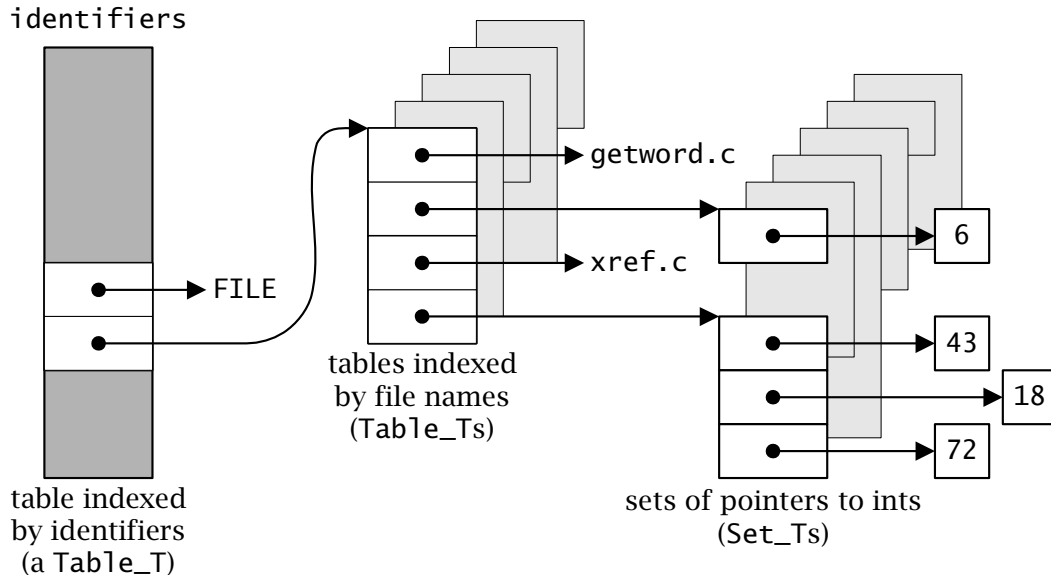 identifiers
getword.c
6
xref.c
FILE
43
tables indexed
by file names
(Table_Ts)
18
72
table indexed
by identifiers
(a Table_T)
sets of pointers to ints
(Set_Ts)